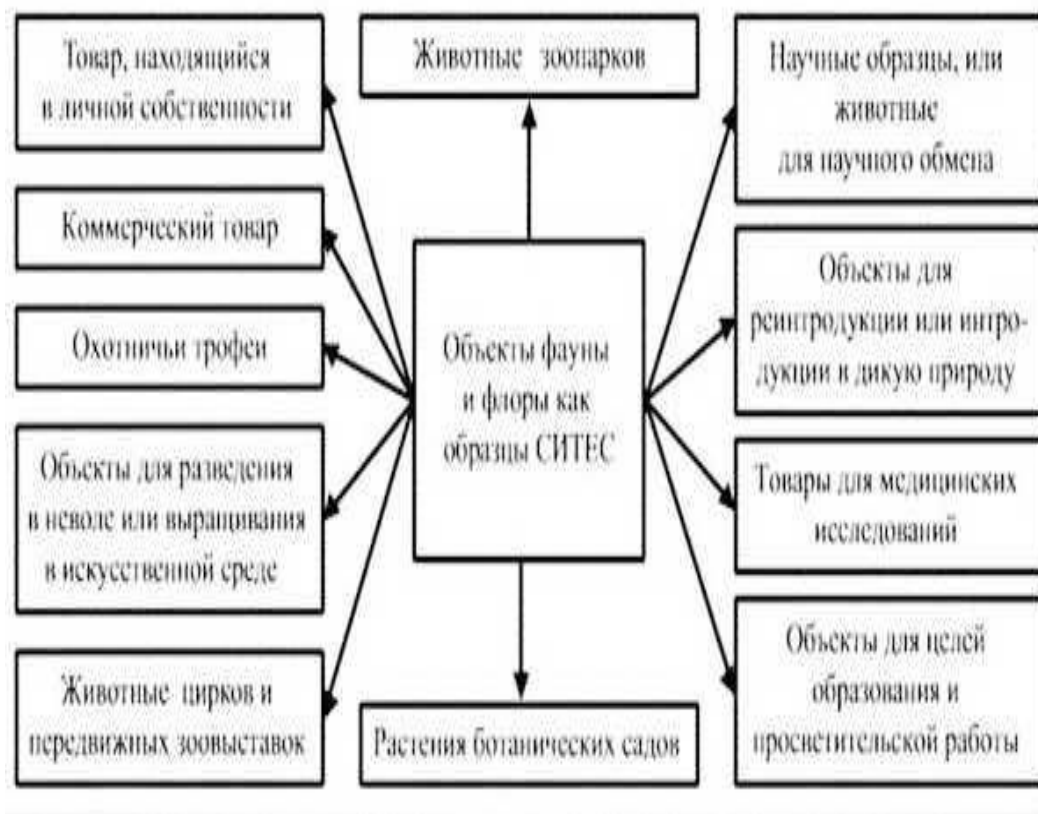 Товар, находящийся
в личной собственности
Коммерческий товар
Охотничьи трофеи
Объекты для разведения
в неволе или выращивания
в искусственной среде
Животные цирков и
передвижных зоовыставок
Животные зоопарков
Объекты фауны
и флоры как
образцы СИТЕС
Растения ботанических садов
Научные образцы, или
животные
для научного обмена
Объекты для
реинтродукции или интро-
дукции в дикую природу
Товары для медицинских
исследований
Объекты для целей
образования и
просветительской работы